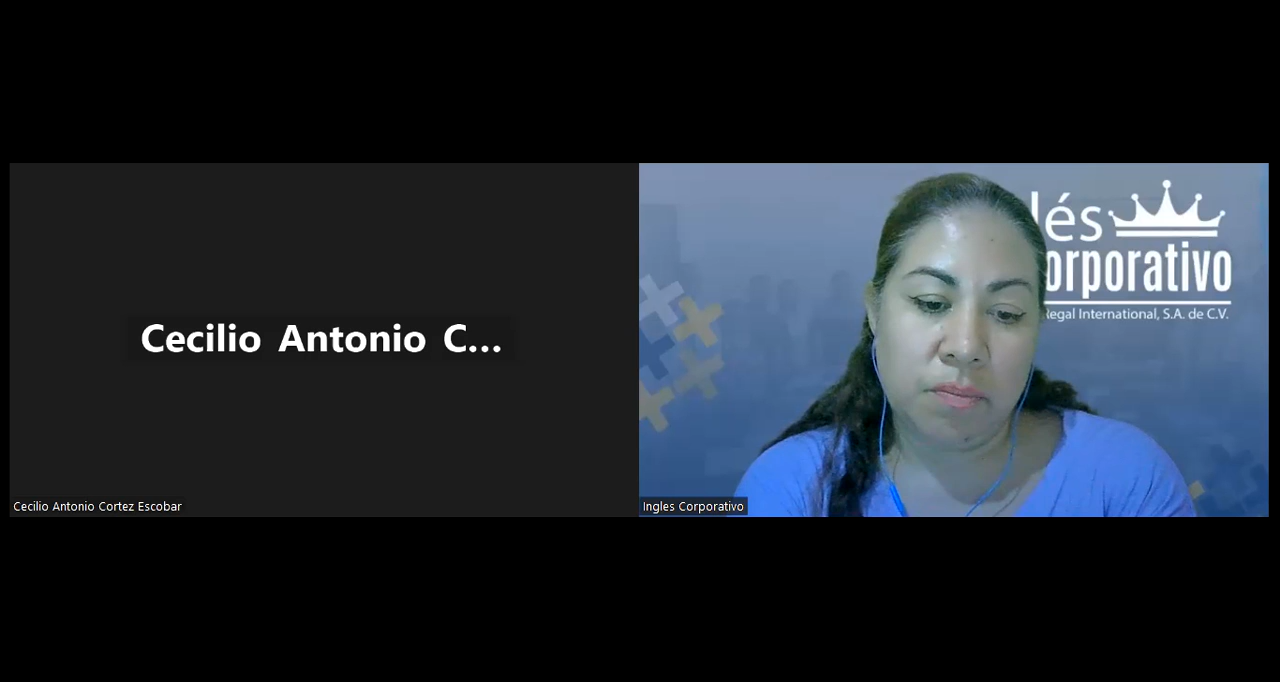 Cecilio Antonio C...
lés
orporativo
Regal International, S.A. de C.V.
Cecilio Antonio Cortez Escobar
Ingles Corporativo